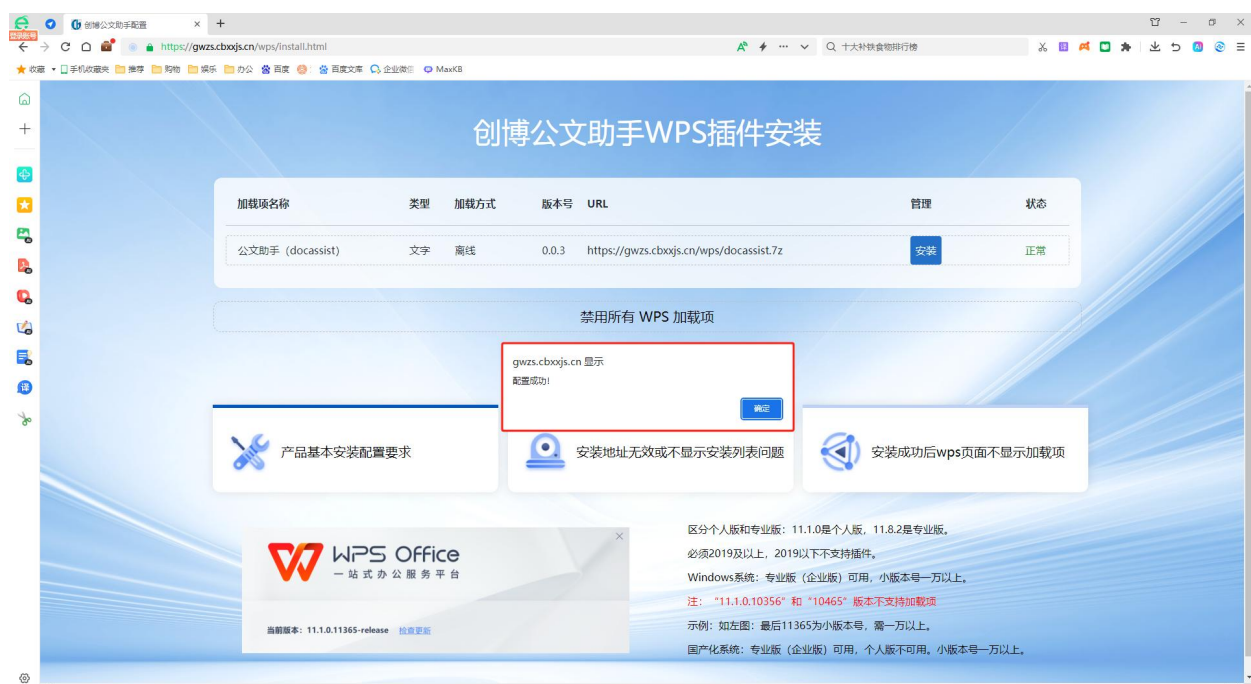 登录账号
创博公文助手配置
https://gwzs.cbxxjs.cn/wps/install.html
十大补铁食物排行榜
收藏 手机收藏夹 推荐 购物 娱乐 办公 百度 百度文库 企业微信 MaxKB
创博公文助手WPS插件安装
加载项名称 类型 加载方式 版本号 URL 管理 状态
公文助手（docassist） 文字 离线 0.0.3 https://gwzs.cbxxjs.cn/wps/docassist.7z 安装 正常
禁用所有 WPS 加载项
gwzs.cbxxjs.cn 显示
配置成功!
确定
产品基本安装配置要求
安装地址无效或不显示安装列表问题
安装成功后wps页面不显示加载项
WPS Office
一站式办公服务平台
当前版本：11.1.0.11365-release 检查更新
区分个人版和专业版：11.1.0是个人版，11.8.2是专业版。
必须2019及以上，2019以下不支持插件。
Windows系统：专业版（企业版）可用，小版本号一万以上。
注：“11.1.0.10356”和“10465”版本不支持加载项
示例：如左图：最后11365为小版本号，需一万以上。
国产化系统：专业版（企业版）可用，个人版不可用。小版本号一万以上。
译